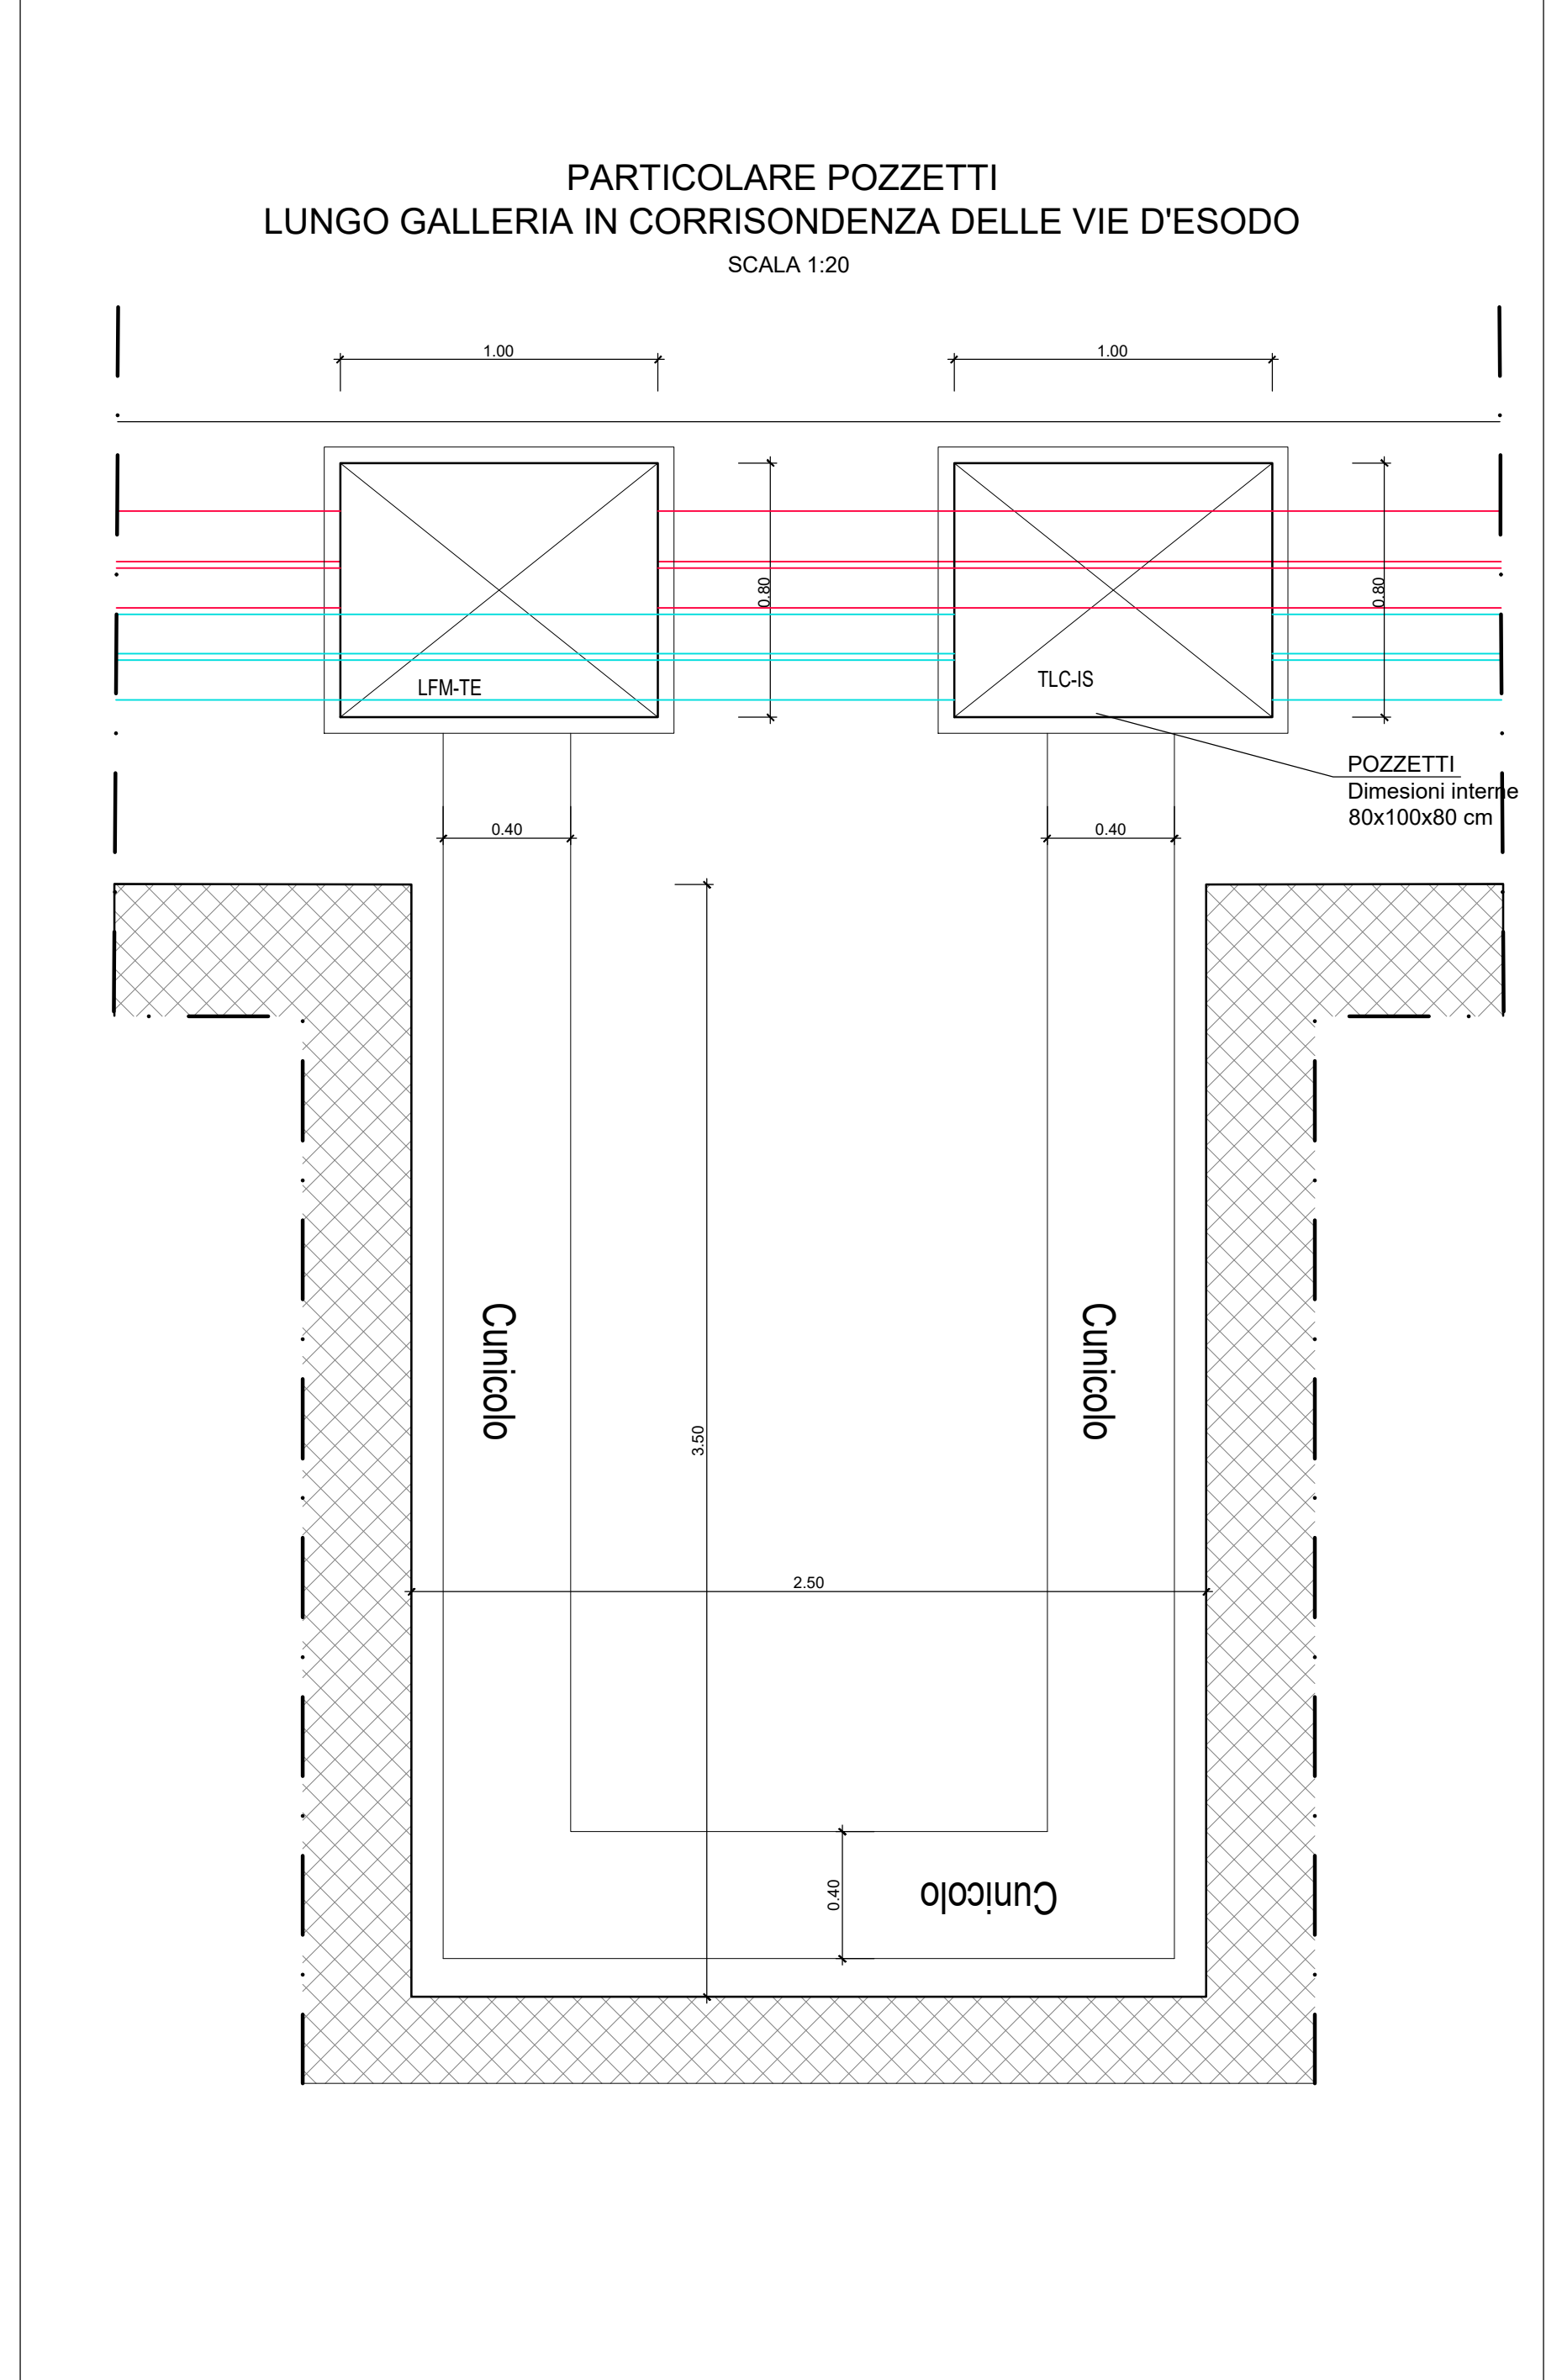 PARTICOLARE POZZETTI
LUNGO GALLERIA IN CORRISONDENZA DELLE VIE D'ESODO
SCALA 1:20
1.00
1.00
0.80
0.80
LFM-TE
TLC-IS
POZZETTI
Dimesioni interne
80x100x80 cm
0.40
0.40
Cunicolo
Cunicolo
3.50
2.50
0.40
Cunicolo